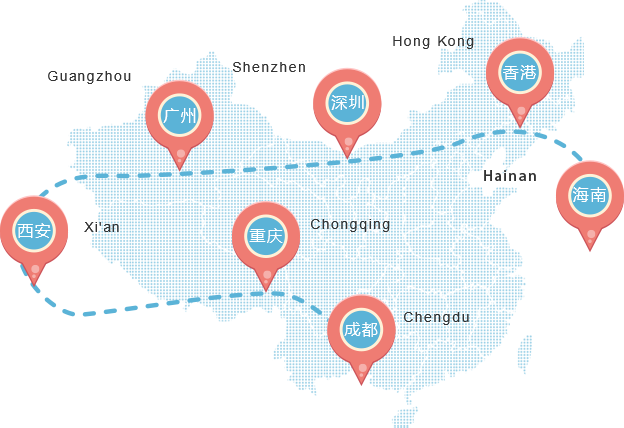 Hong Kong
香港
Shenzhen
深圳
Guangzhou
广州
Hainan
海南
Xi'an
西安
Chongqing
重庆
Chengdu
成都